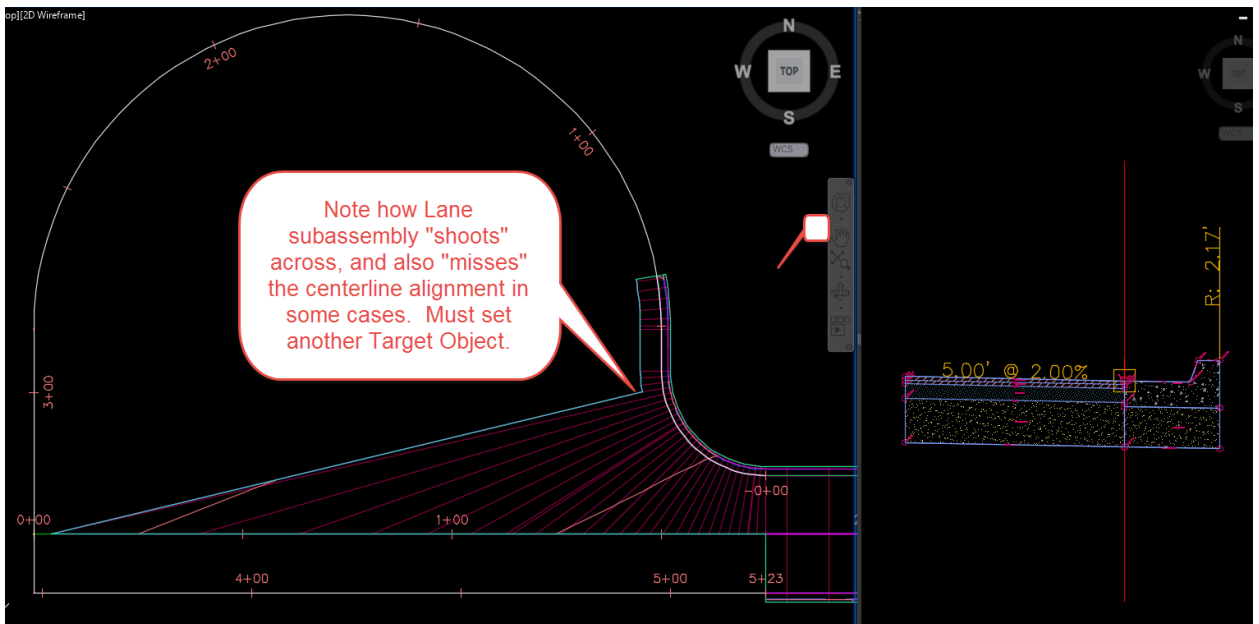 op][2D Wireframe]
N
W
TOP
E
S
WCS
N
W
TOP
S
WCS
2+00
1+00
Note how Lane
subassembly "shoots"
across, and also "misses"
the centerline alignment in
some cases.  Must set
another Target Object.
R: 2.17'
5.00' @ 2.00%
3+00
-0+00
0+00
1+00
4+00
5+00
5+23